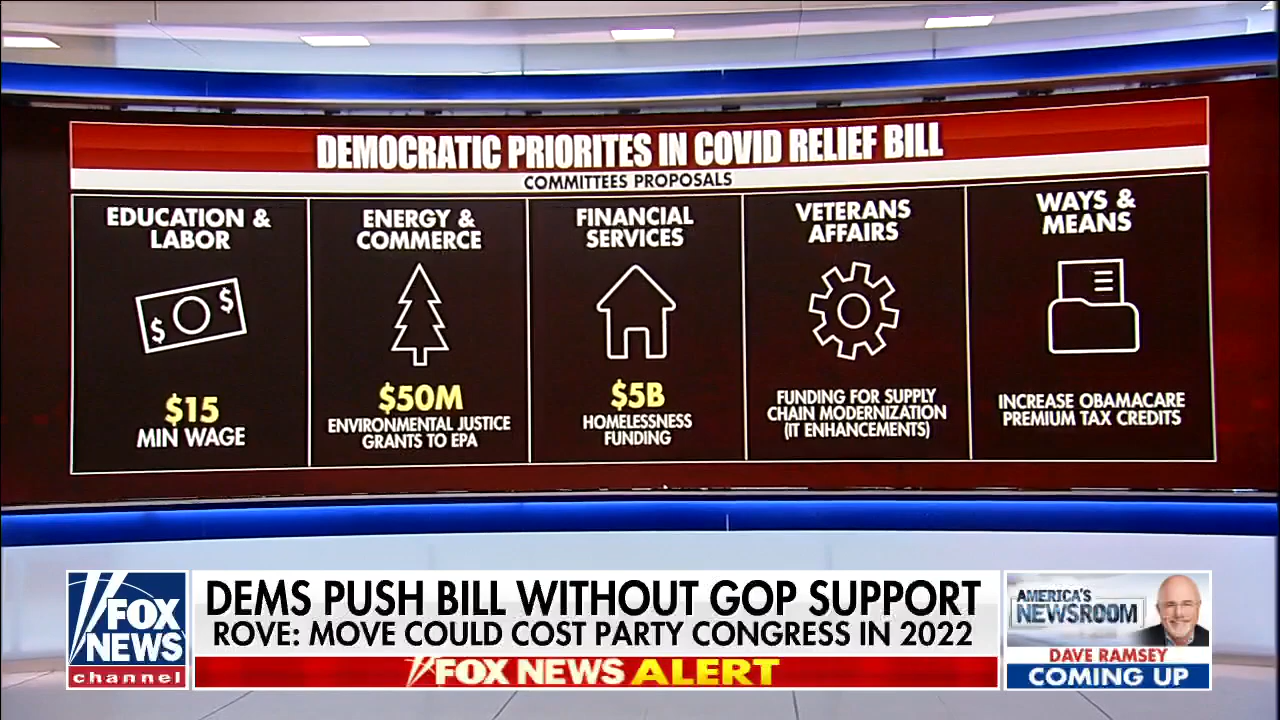 DEMOCRATIC PRIORITES IN COVID RELIEF BILL
COMMITTEES PROPOSALS
EDUCATION &
LABOR
$ $
$15
MIN WAGE
ENERGY &
COMMERCE
$50M
ENVIRONMENTAL JUSTICE
GRANTS TO EPA
FINANCIAL
SERVICES
$5B
HOMELESSNESS
FUNDING
VETERANS
AFFAIRS
FUNDING FOR SUPPLY
CHAIN MODERNIZATION
(IT ENHANCEMENTS)
WAYS &
MEANS
INCREASE OBAMACARE
PREMIUM TAX CREDITS
FOX
NEWS
channel
DEMS PUSH BILL WITHOUT GOP SUPPORT
ROVE: MOVE COULD COST PARTY CONGRESS IN 2022
FOX NEWS ALERT
AMERICA'S
NEWSROOM
DAVE RAMSEY
COMING UP